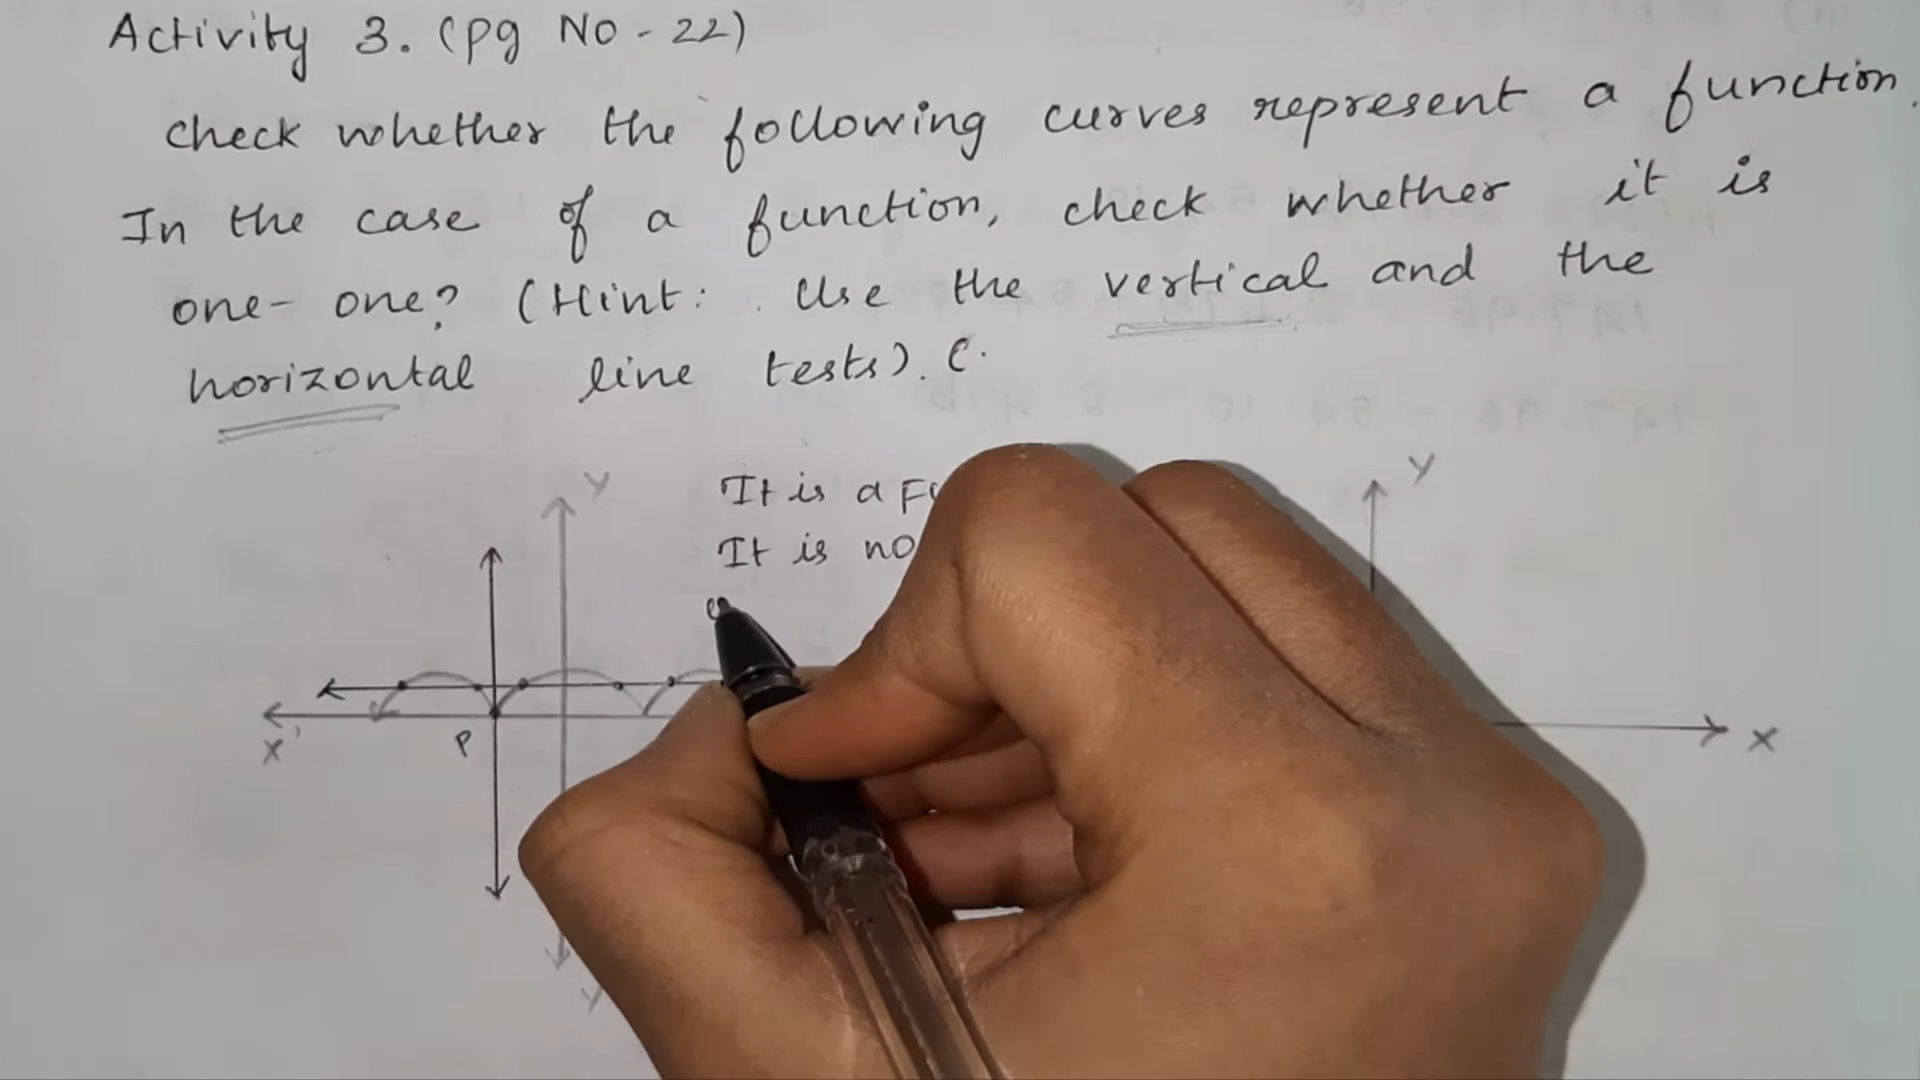 Activity 3. (pg No - 22)
check whether the following curves represent a function.
In the case of a function, check whether it is
one- one? (Hint: Use the vertical and the
horizontal line tests). (.
Y
Y
It is a
It is
X'
P
X